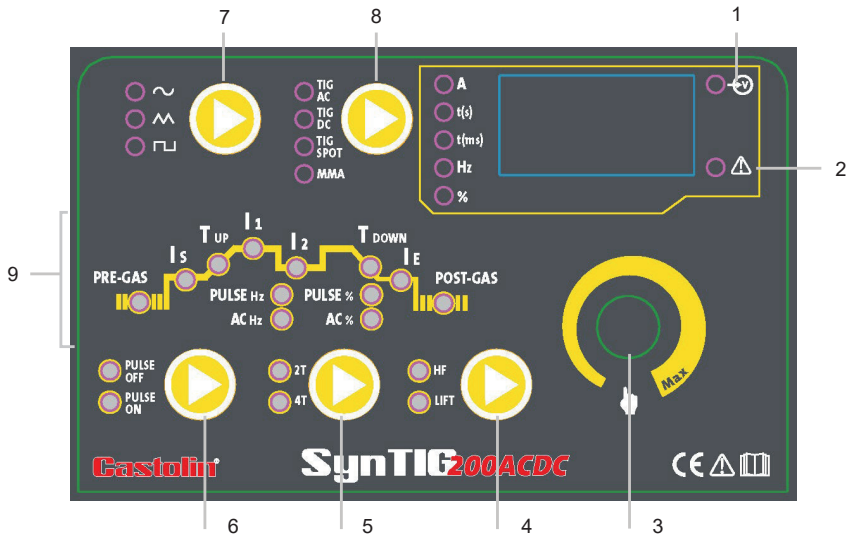 7 8 1
TIG AC
TIG DC
TIG SPOT
MMA
A
t(s)
t(ms)
Hz
%
V
2
9
PRE-GAS
I S
T UP
I 1
I 2
T DOWN
I E
POST-GAS
PULSE Hz
PULSE %
AC Hz
AC %
PULSE OFF
PULSE ON
2T
4T
HF
LIFT
Max
Castolin
SynTIG200ACDC
CE
6 5 4 3